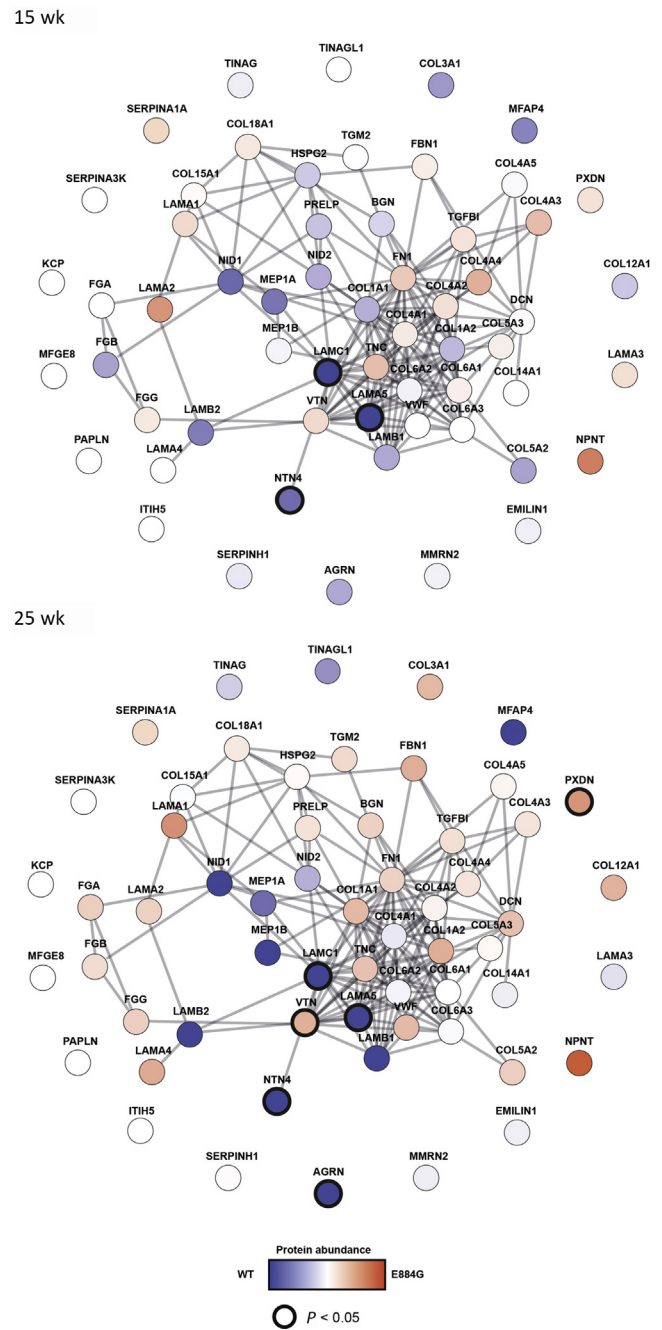 15 wk
TINAGL1
TINAG
COL3A1
SERPINA1A
MFAP4
COL18A1
TGM2
HSPG2
FBN1
COL4A5
SERPINA3K
COL15A1
PXDN
LAMA1
PRELP
BGN
TGFBI
COL4A3
NID1
NID2
FN1
COL4A4
KCP
MEP1A
COL12A1
FGA
LAMA2
COL1A1
COL4A2
DCN
COL4A1
COL5A3
MEP1B
COL1A2
FGB
LAMC1
TNC
MFGE8
COL6A2
COL6A1
COL14A1
LAMA3
FGG
VTN
LAMA5
VWF
COL6A3
LAMB2
LAMB1
PAPLN
LAMA4
COL5A2
NPNT
NTN4
ITIH5
EMILIN1
SERPINH1
AGRN
MMRN2
25 wk
TINAGL1
TINAG
COL3A1
SERPINA1A
MFAP4
COL18A1
TGM2
HSPG2
FBN1
COL4A5
SERPINA3K
COL15A1
PXDN
LAMA1
PRELP
BGN
TGFBI
COL4A3
NID1
NID2
FN1
COL4A4
KCP
MEP1A
COL12A1
FGA
LAMA2
COL1A1
COL4A2
DCN
COL4A1
COL5A3
MEP1B
COL1A2
FGB
LAMC1
TNC
MFGE8
COL6A2
COL6A1
COL14A1
LAMA3
FGG
VTN
LAMA5
VWF
COL6A3
LAMB2
LAMB1
PAPLN
LAMA4
COL5A2
NPNT
NTN4
ITIH5
EMILIN1
SERPINH1
AGRN
MMRN2
Protein abundance
WT E884G
P < 0.05